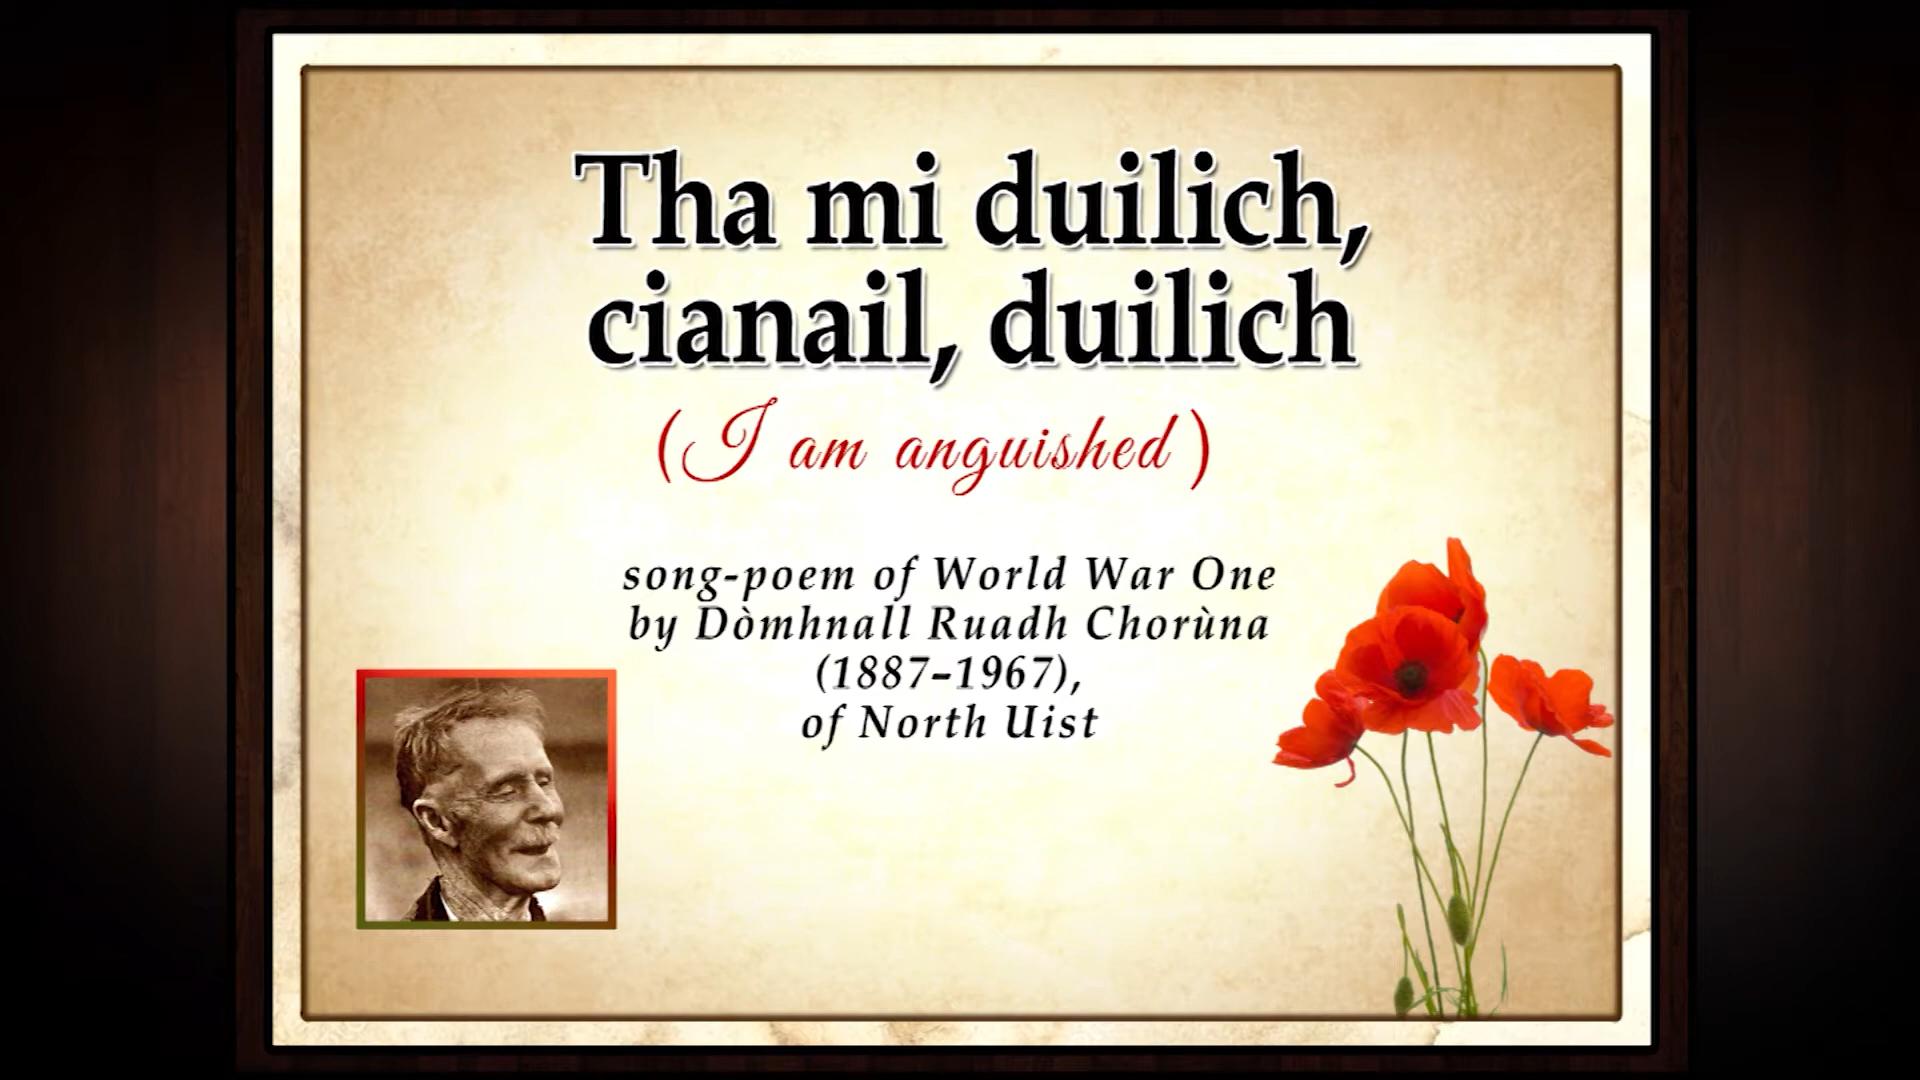 Tha mi duilich,
cianail, duilich
(I am anguished)
song-poem of World War One
by Dòmhnall Ruadh Chorùna
(1887–1967),
of North Uist